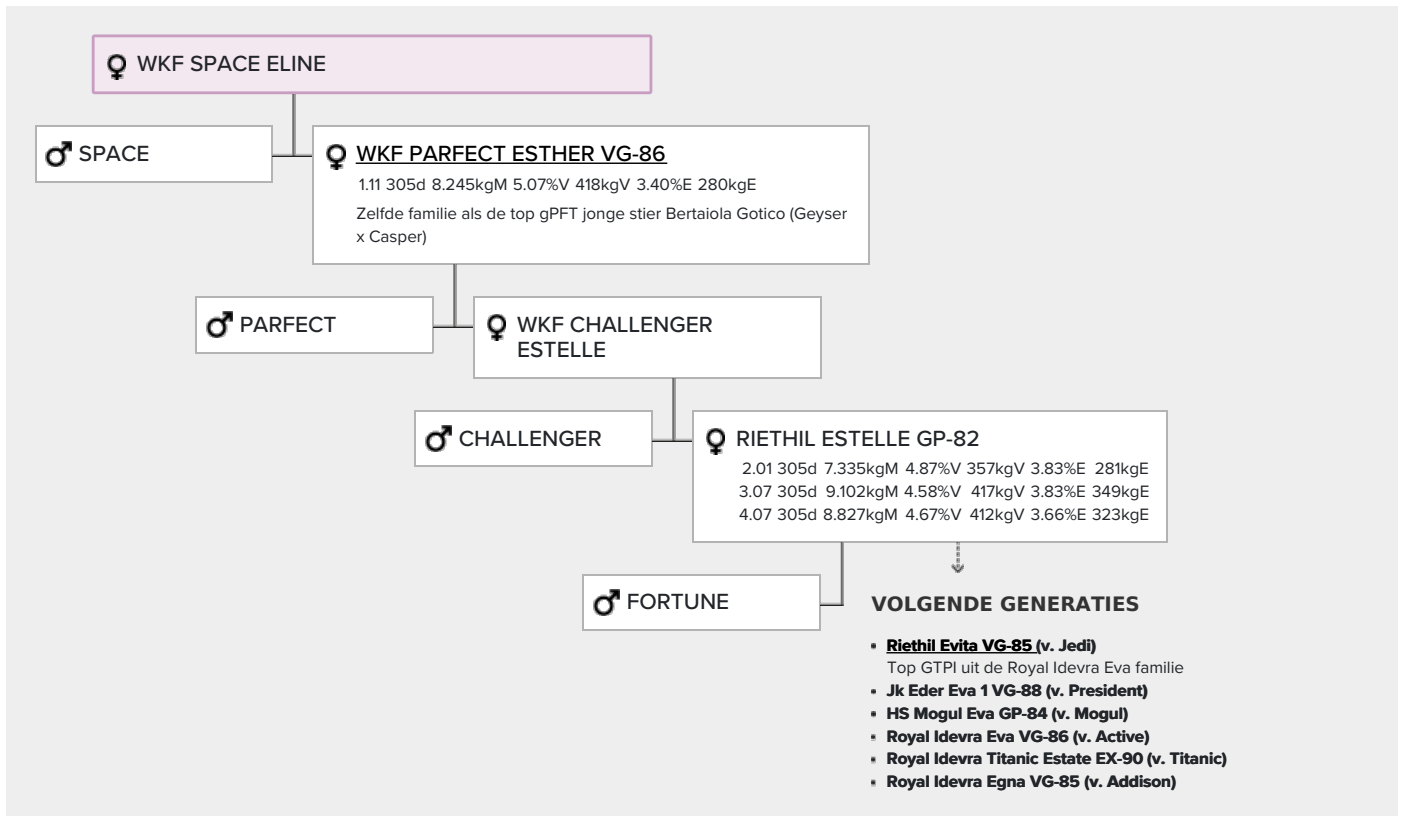 WKF SPACE ELINE
SPACE
WKF PARFECT ESTHER VG-86
1.11 305d 8.245kgM 5.07%V 418kgV 3.40%E 280kgE
Zelfde familie als de top gPFT jonge stier Bertaiola Gotico (Geyser
x Casper)
PARFECT
WKF CHALLENGER
ESTELLE
CHALLENGER
RIETHIL ESTELLE GP-82
2.01 305d 7.335kgM 4.87%V 357kgV 3.83%E 281kgE
3.07 305d 9.102kgM 4.58%V 417kgV 3.83%E 349kgE
4.07 305d 8.827kgM 4.67%V 412kgV 3.66%E 323kgE
FORTUNE
VOLGENDE GENERATIES
Riethil Evita VG-85 (v. Jedi)
Top GTPI uit de Royal Idevra Eva familie
Jk Eder Eva 1 VG-88 (v. President)
HS Mogul Eva GP-84 (v. Mogul)
Royal Idevra Eva VG-86 (v. Active)
Royal Idevra Titanic Estate EX-90 (v. Titanic)
Royal Idevra Egna VG-85 (v. Addison)